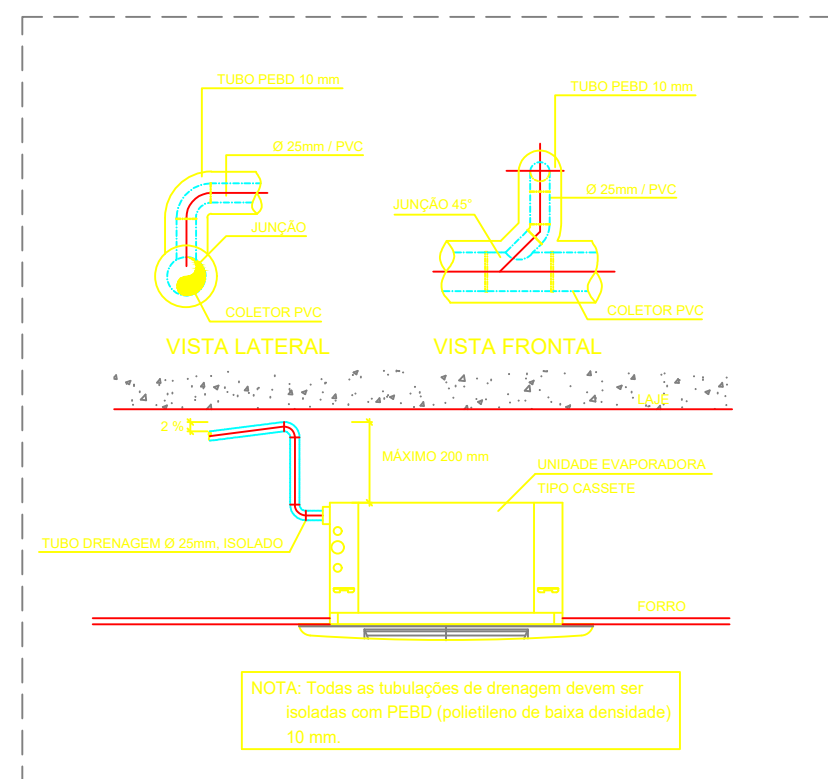 TUBO PEBD 10 mm
Ø 25mm / PVC
JUNÇÃO
COLETOR PVC
VISTA LATERAL
TUBO PEBD 10 mm
Ø 25mm / PVC
JUNÇÃO 45°
COLETOR PVC
VISTA FRONTAL
LAJE
2 %
MÁXIMO 200 mm
UNIDADE EVAPORADORA
TIPO CASSETE
TUBO DRENAGEM Ø 25mm, ISOLADO
FORRO
NOTA: Todas as tubulações de drenagem devem ser
isoladas com PEBD (polietileno de baixa densidade)
10 mm.